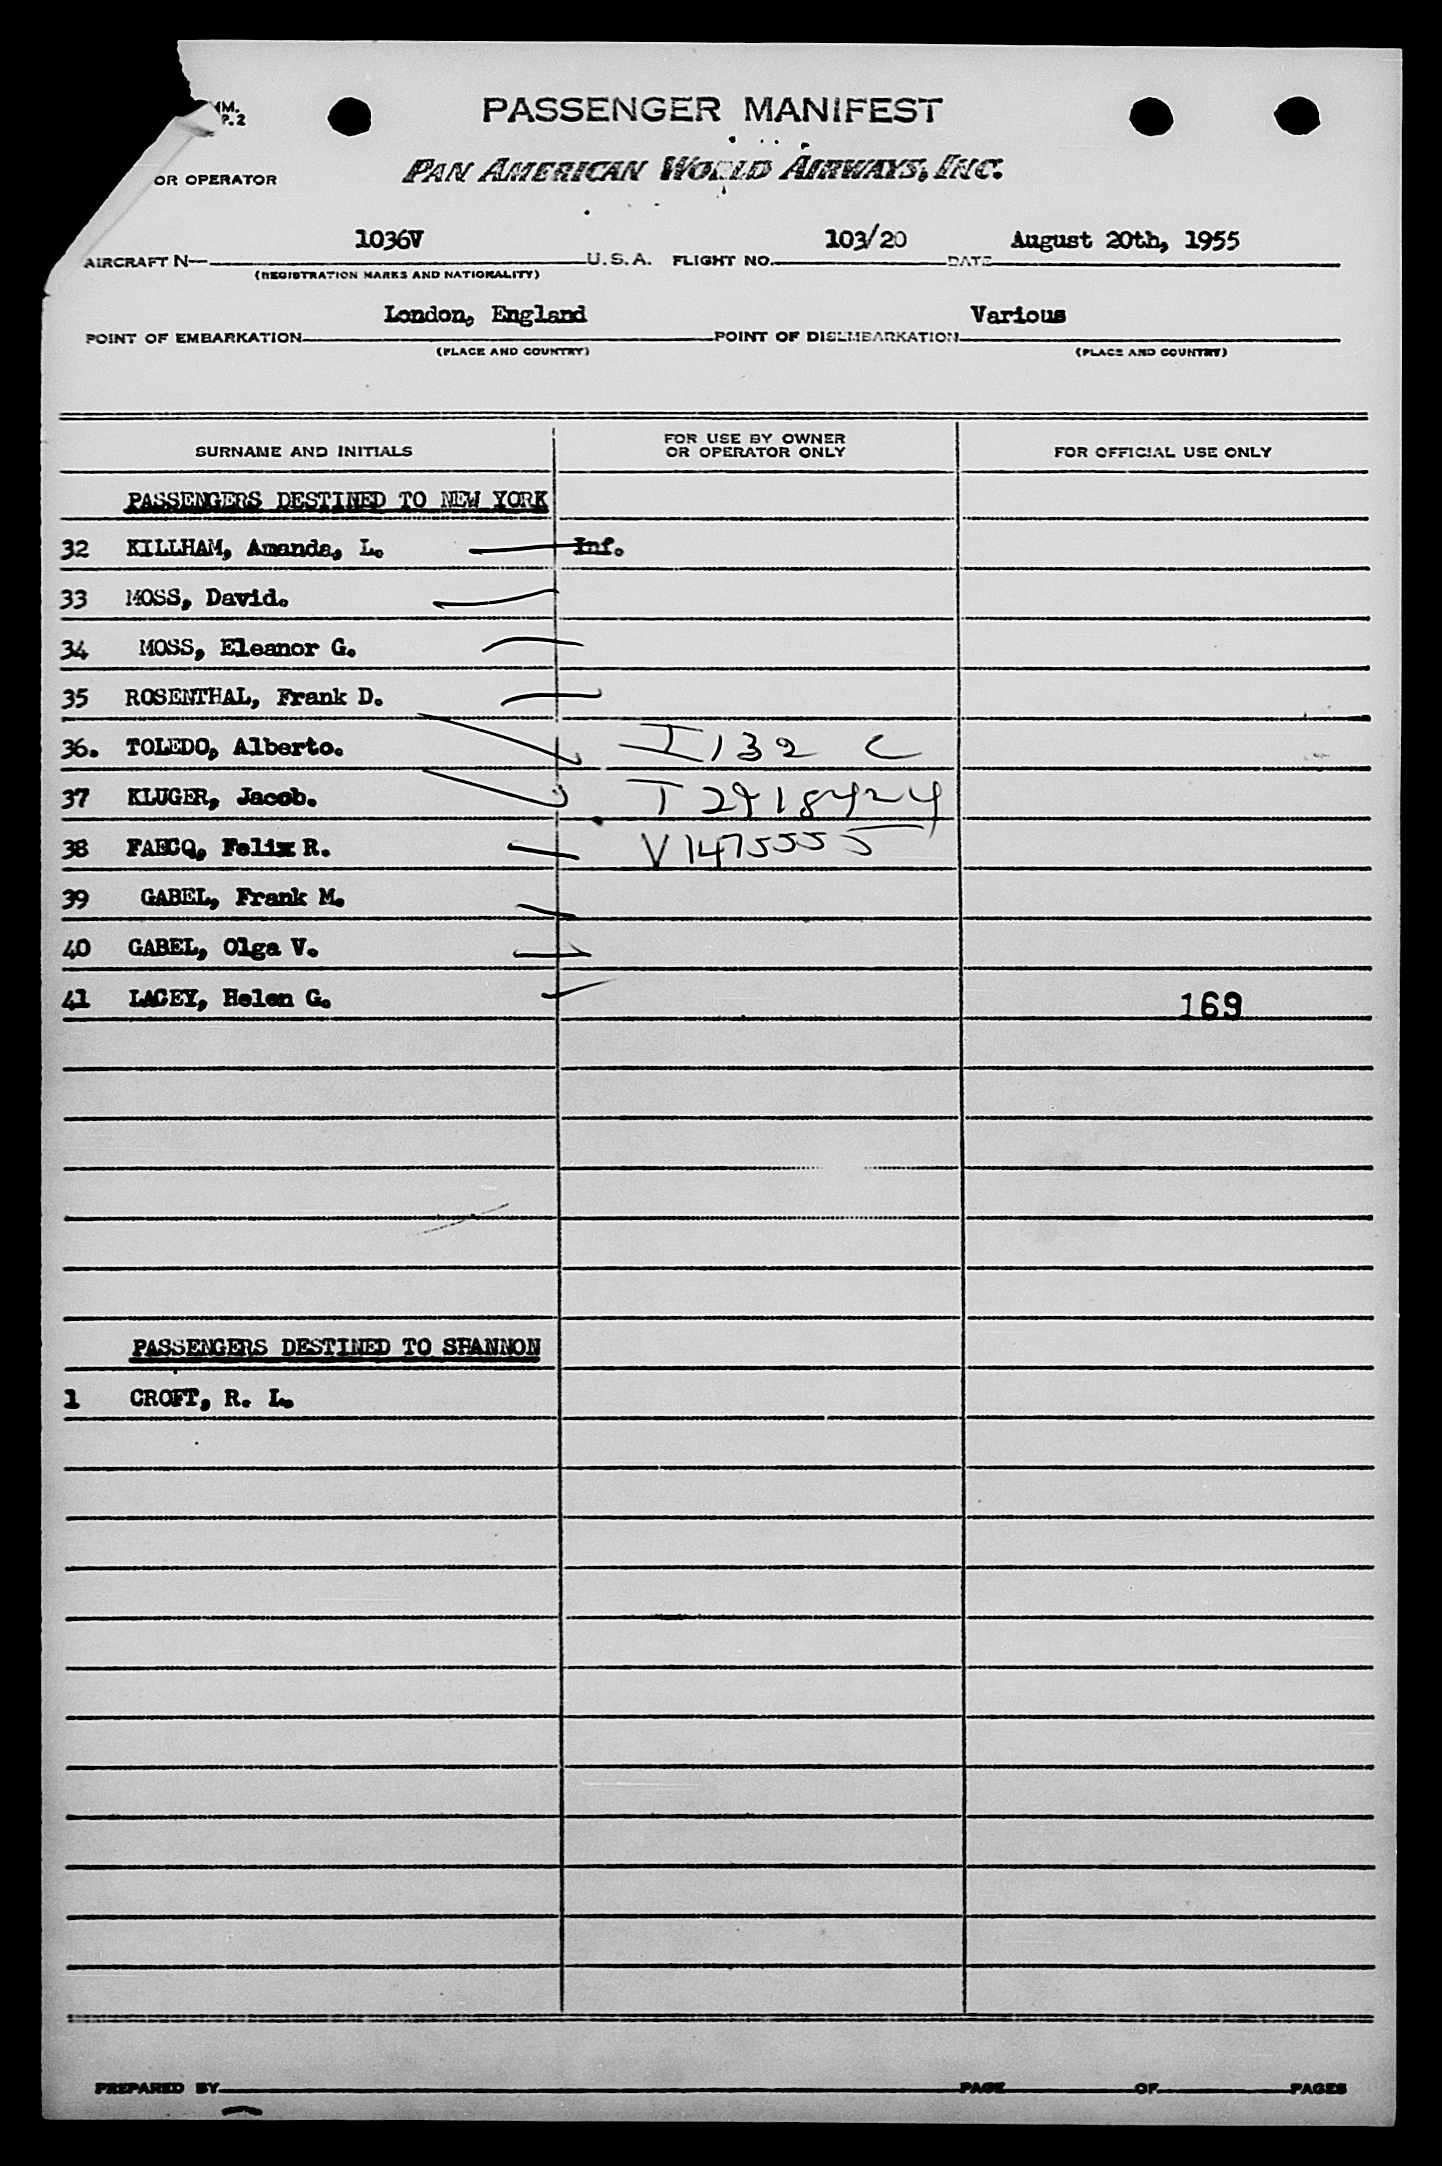 MM.
P.2
PASSENGER MANIFEST
OR OPERATOR
PAN AMERICAN WORLD AIRWAYS, INC.
AIRCRAFT N— 1036V U.S.A. FLIGHT NO. 103/20 DATE August 20th, 1955
(REGISTRATION MARKS AND NATIONALITY)
POINT OF EMBARKATION London, England POINT OF DISEMBARKATION Various
(PLACE AND COUNTRY) (PLACE AND COUNTRY)
SURNAME AND INITIALS FOR USE BY OWNER OR OPERATOR ONLY FOR OFFICIAL USE ONLY
PASSENGERS DESTINED TO NEW YORK
32 KILLHAM, Amanda, L. Inf.
33 MOSS, David.
34 MOSS, Eleanor G.
35 ROSENTHAL, Frank D.
36. TOLEDO, Alberto. I 132 C
37 KLUGER, Jacob. T 2918424
38 FAECQ, Felix R. V 1475555
39 GABEL, Frank M.
40 GABEL, Olga V.
41 LACEY, Helen G. 169
PASSENGERS DESTINED TO SHANNON
1 CROFT, R. L.
PREPARED BY PAGE OF PAGES